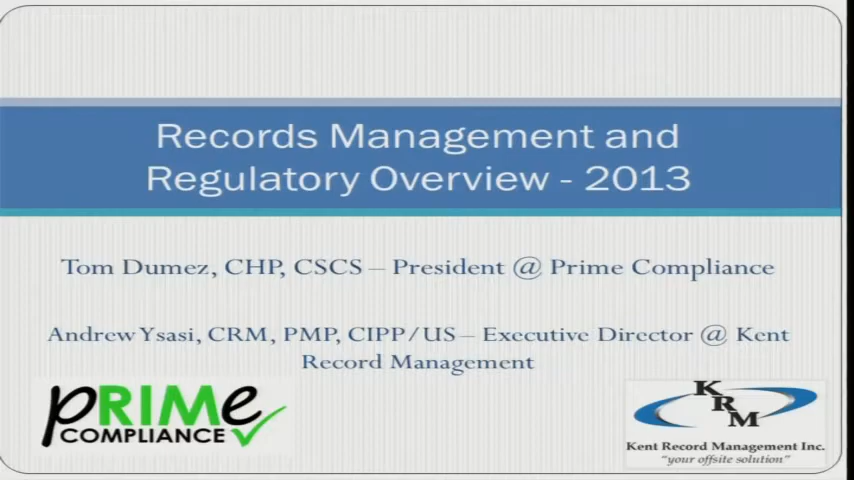 Records Management and
Regulatory Overview - 2013
Tom Dumez, CHP, CSCS – President @ Prime Compliance
Andrew Ysasi, CRM, PMP, CIPP/US – Executive Director @ Kent
Record Management
pRIMe
COMPLIANCE
KRM
Kent Record Management Inc.
"your offsite solution"